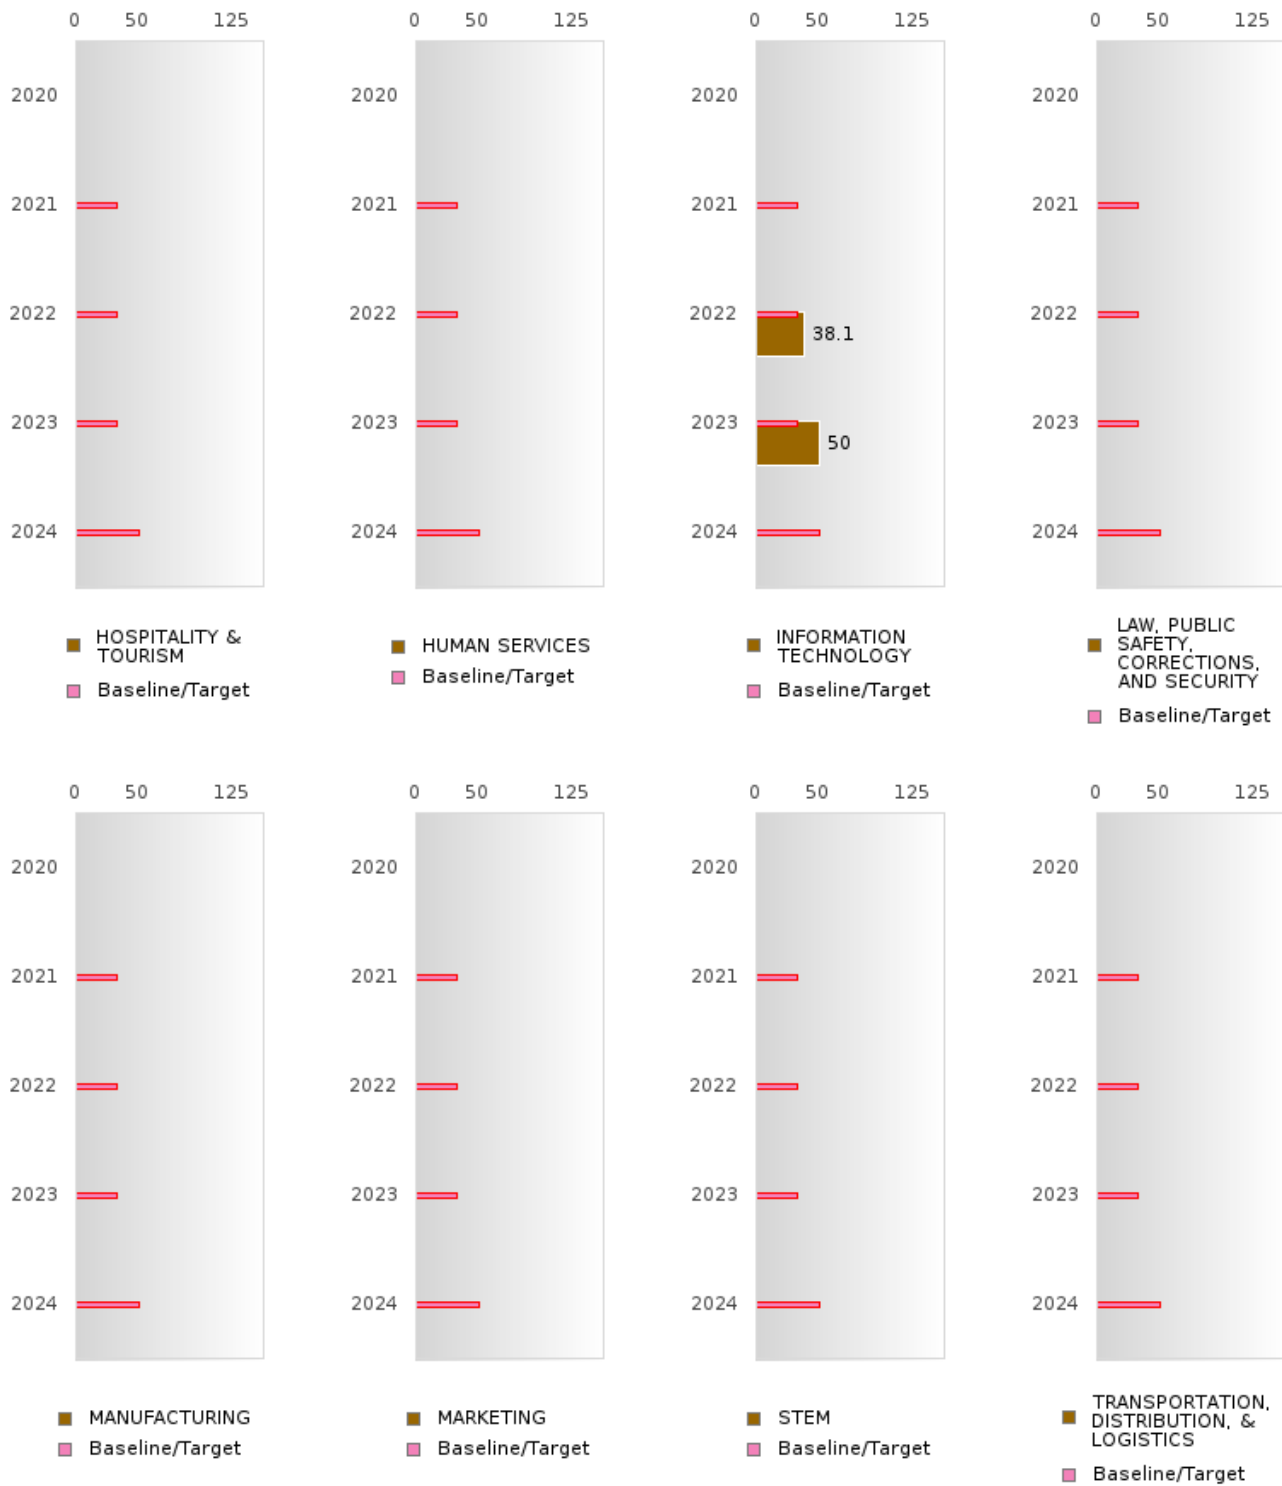 0 50 125
2020
2021
2022
2023
2024
HOSPITALITY &
TOURISM
Baseline/Target
0 50 125
2020
2021
2022
2023
2024
HUMAN SERVICES
Baseline/Target
0 50 125
2020
2021
2022
38.1
2023
50
2024
INFORMATION
TECHNOLOGY
Baseline/Target
0 50 125
2020
2021
2022
2023
2024
LAW, PUBLIC
SAFETY,
CORRECTIONS,
AND SECURITY
Baseline/Target
0 50 125
2020
2021
2022
2023
2024
MANUFACTURING
Baseline/Target
0 50 125
2020
2021
2022
2023
2024
MARKETING
Baseline/Target
0 50 125
2020
2021
2022
2023
2024
STEM
Baseline/Target
0 50 125
2020
2021
2022
2023
2024
TRANSPORTATION,
DISTRIBUTION, &
LOGISTICS
Baseline/Target